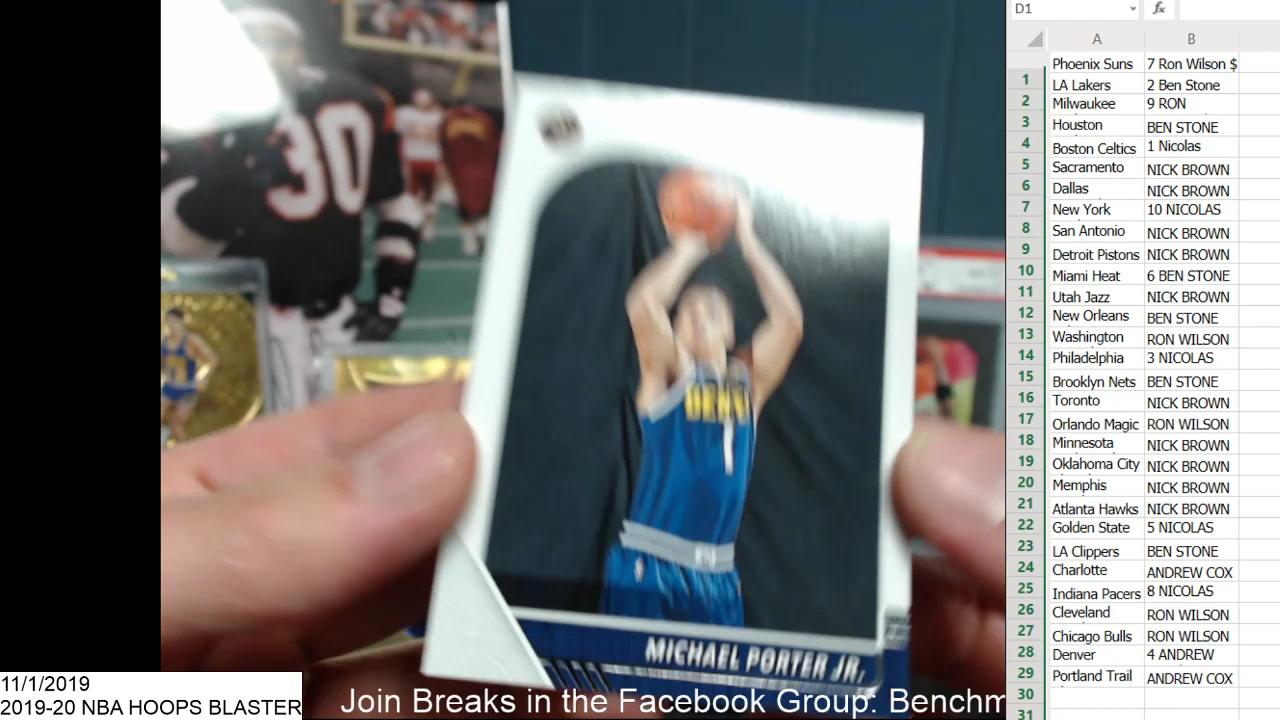 D1
fx
A B
Phoenix Suns 7 Ron Wilson $
1 LA Lakers 2 Ben Stone
2 Milwaukee 9 RON
3 Houston BEN STONE
4 Boston Celtics 1 Nicolas
5 Sacramento NICK BROWN
6 Dallas NICK BROWN
7 New York 10 NICOLAS
8 San Antonio NICK BROWN
9 Detroit Pistons NICK BROWN
10 Miami Heat 6 BEN STONE
11 Utah Jazz NICK BROWN
12 New Orleans BEN STONE
13 Washington RON WILSON
14 Philadelphia 3 NICOLAS
15 Brooklyn Nets BEN STONE
16 Toronto NICK BROWN
17 Orlando Magic RON WILSON
18 Minnesota NICK BROWN
19 Oklahoma City NICK BROWN
20 Memphis NICK BROWN
21 Atlanta Hawks NICK BROWN
22 Golden State 5 NICOLAS
23 LA Clippers BEN STONE
24 Charlotte ANDREW COX
25 Indiana Pacers 8 NICOLAS
26 Cleveland RON WILSON
27 Chicago Bulls RON WILSON
28 Denver 4 ANDREW
29 Portland Trail ANDREW COX
30
31
30
DENV
1
MICHAEL PORTER JR.
11/1/2019
2019-20 NBA HOOPS BLASTER
Join Breaks in the Facebook Group: Benchm